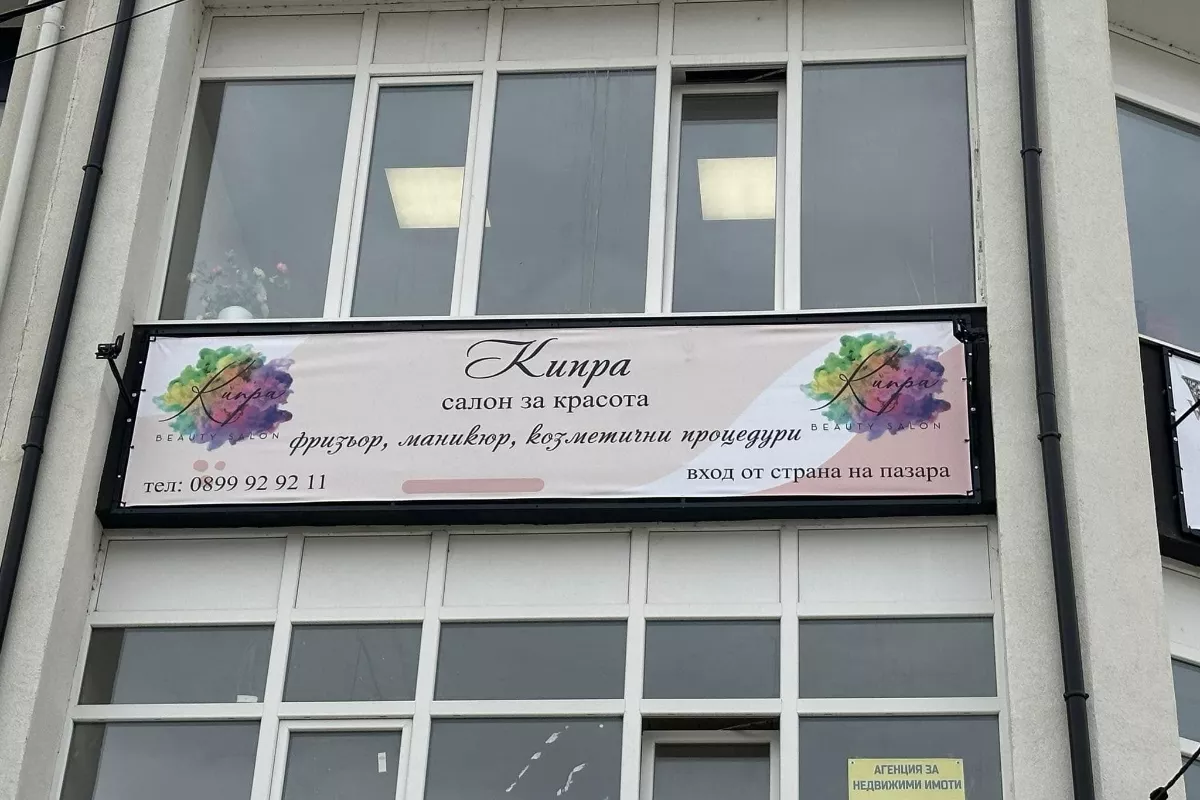 Кипра
салон за красота
фризьор, маникюр, козметични процедури
тел: 0899 92 92 11
вход от страна на пазара
Кипра
BEAUTY SALON
Кипра
BEAUTY SALON
АГЕНЦИЯ ЗА
НЕДВИЖИМИ ИМОТИ